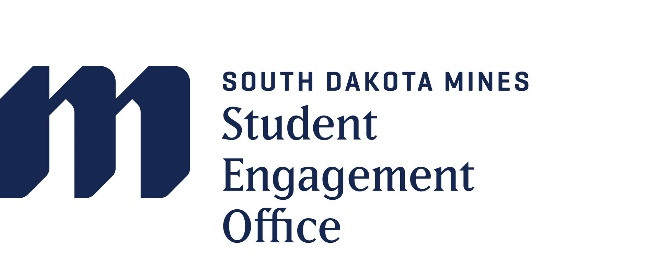 SOUTH DAKOTA MINES
Student
Engagement
Office